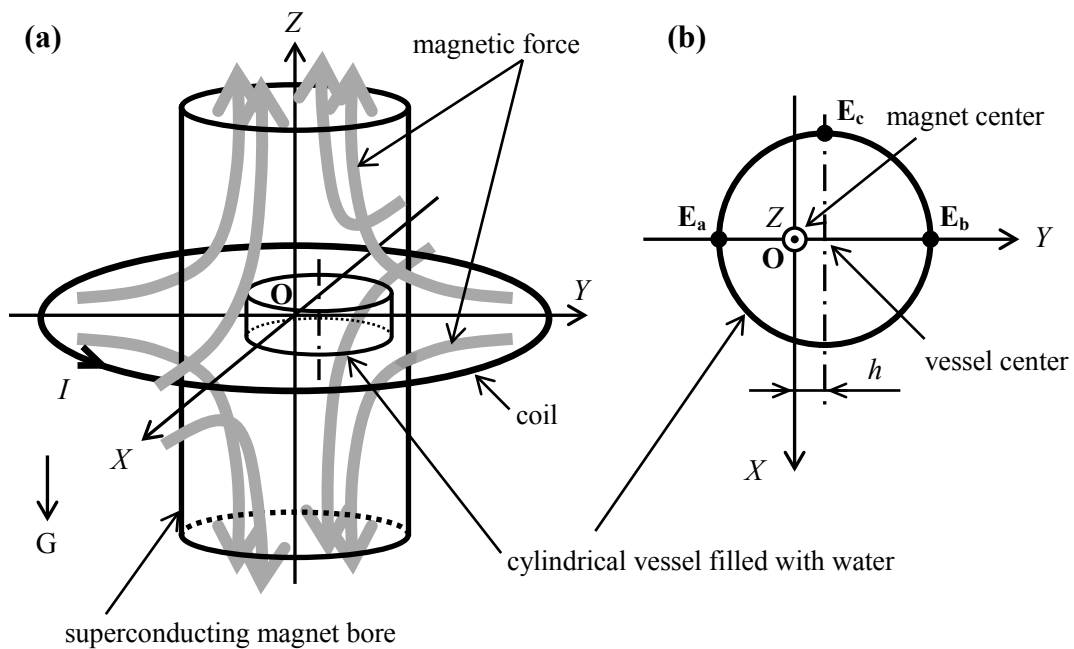 (a)
Z
magnetic force
O
Y
I
coil
X
G
cylindrical vessel filled with water
superconducting magnet bore
(b)
E_c
magnet center
E_a
Z
E_b
O
Y
vessel center
h
X